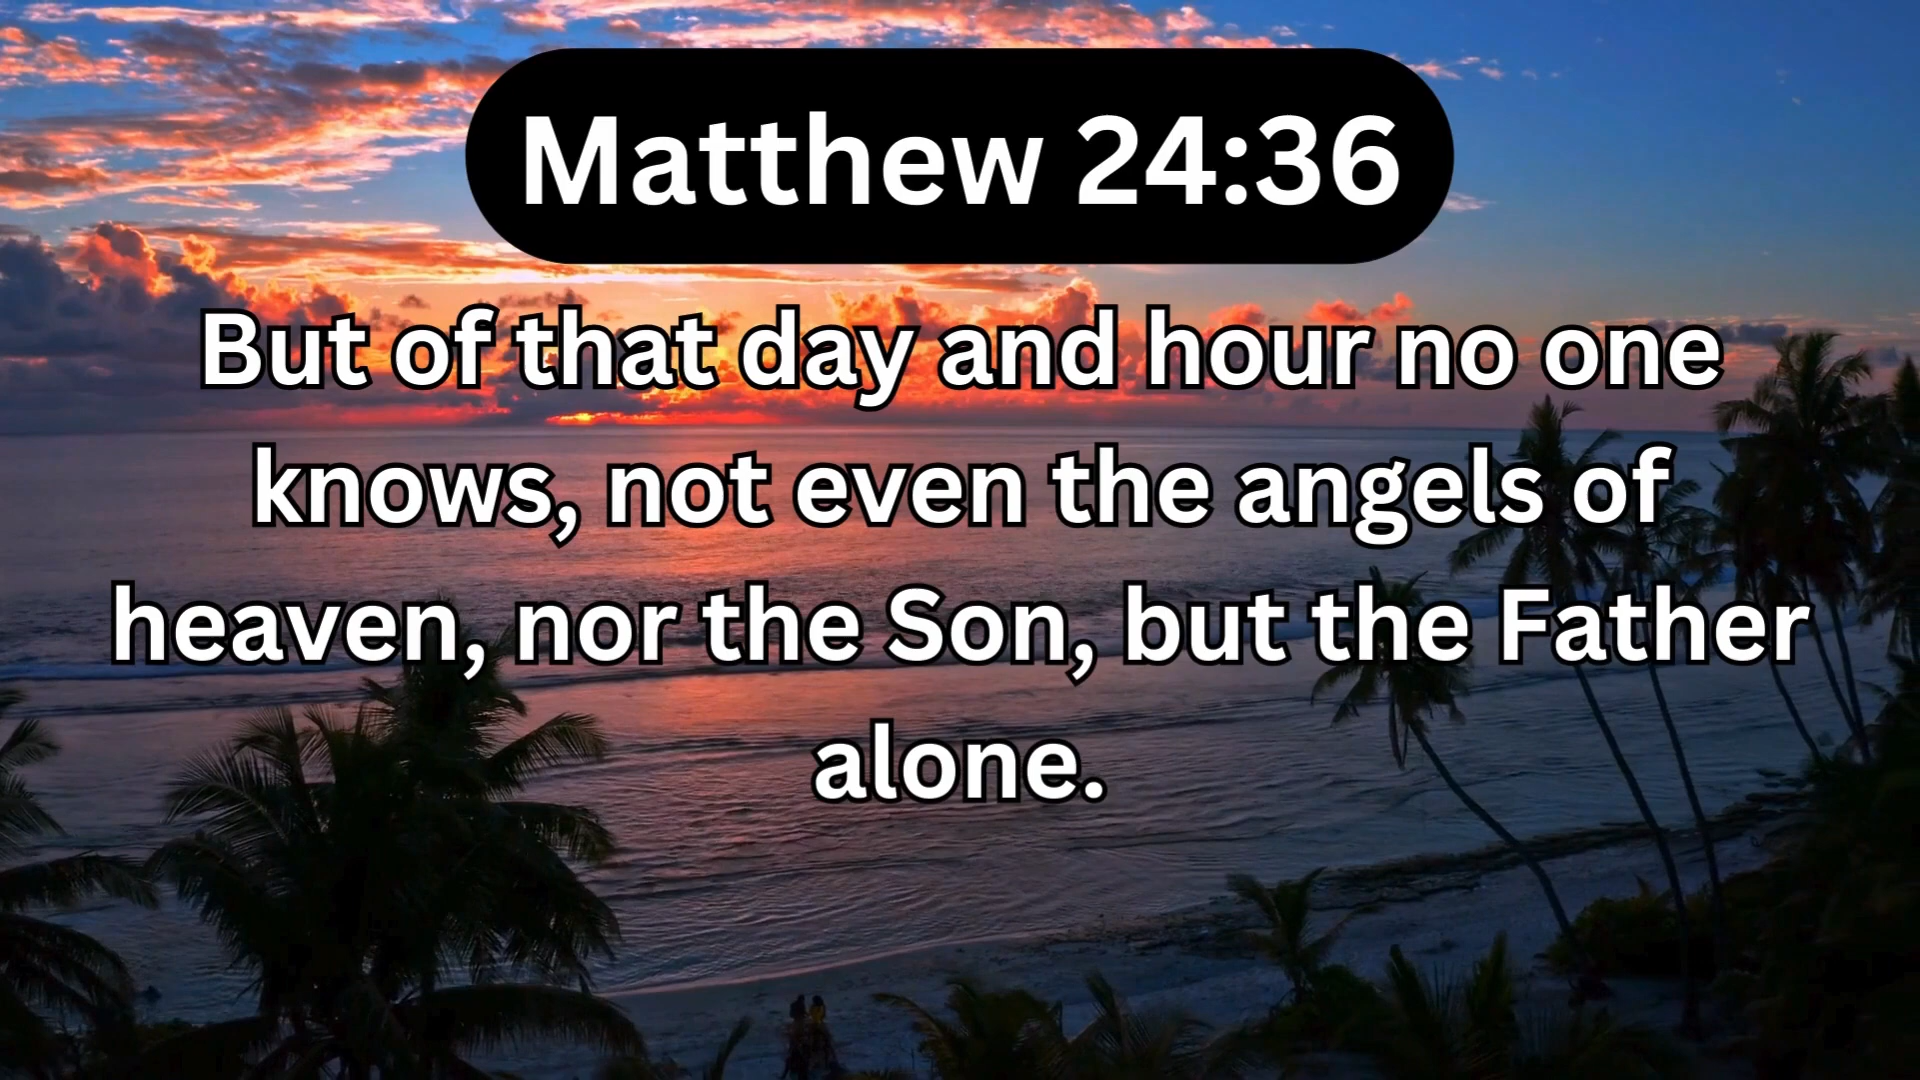 Matthew 24:36
But of that day and hour no one
knows, not even the angels of
heaven, nor the Son, but the Father
alone.